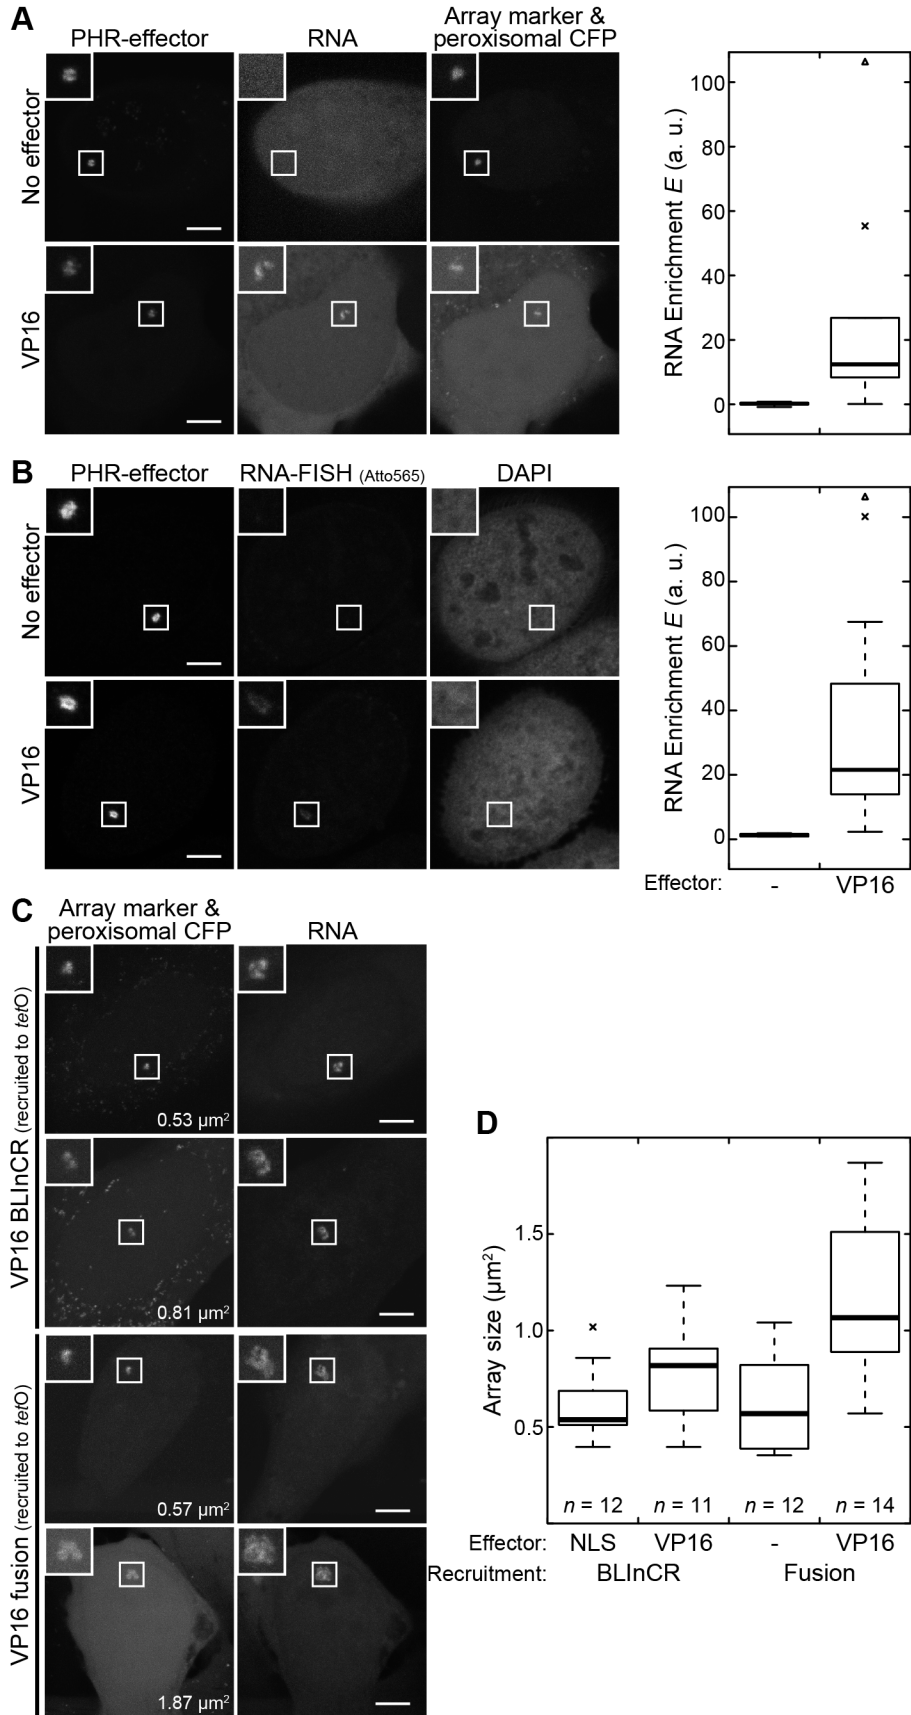 A
PHR-effector
RNA
Array marker &
peroxisomal CFP
No effector
VP16
RNA Enrichment E (a. u.)
100
80
60
40
20
0
B
PHR-effector
RNA-FISH (Atto565)
DAPI
No effector
VP16
RNA Enrichment E (a. u.)
100
80
60
40
20
0
Effector:
-
VP16
C
Array marker &
peroxisomal CFP
RNA
VP16 BLInCR (recruited to tetO)
0.53 µm²
0.81 µm²
VP16 fusion (recruited to tetO)
0.57 µm²
1.87 µm²
D
Array size (µm²)
1.5
1.0
0.5
n = 12
n = 11
n = 12
n = 14
Effector:
NLS
VP16
-
VP16
Recruitment:
BLInCR
Fusion